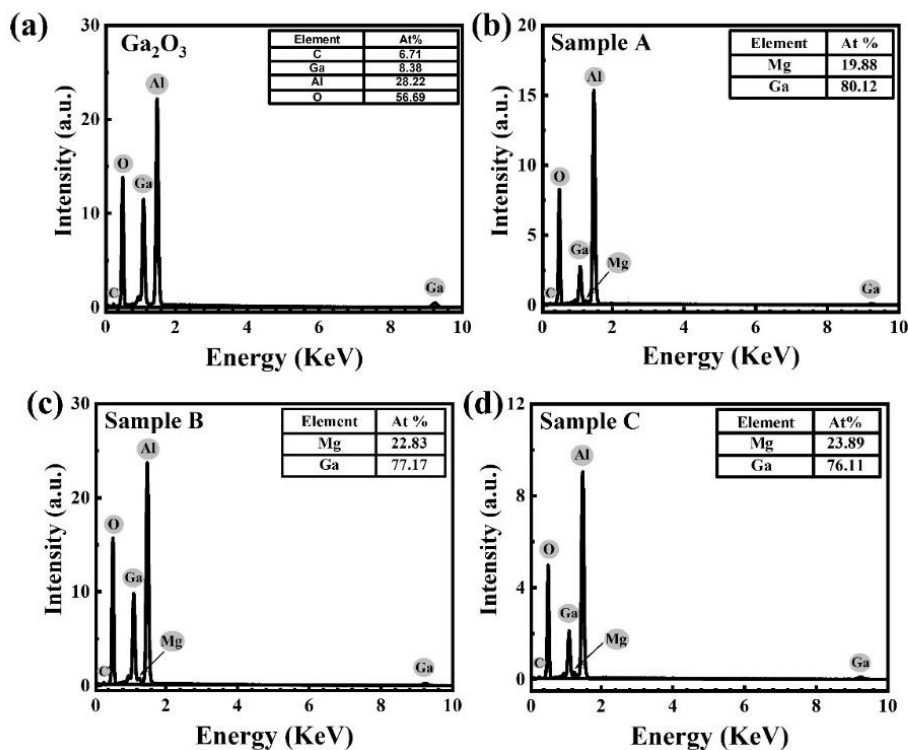 (a)
Ga₂O₃
Element At%
C 6.71
Ga 8.38
Al 28.22
O 56.69
30
20
10
0
Intensity (a.u.)
C
O
Ga
Al
Ga
0 2 4 6 8 10
Energy (KeV)
(b)
Sample A
Element At %
Mg 19.88
Ga 80.12
20
15
10
5
0
Intensity (a.u.)
C
O
Ga
Al
Mg
Ga
0 2 4 6 8 10
Energy (KeV)
(c)
Sample B
Element At %
Mg 22.83
Ga 77.17
30
20
10
0
Intensity (a.u.)
C
O
Ga
Al
Mg
Ga
0 2 4 6 8 10
Energy (KeV)
(d)
Sample C
Element At%
Mg 23.89
Ga 76.11
12
8
4
0
Intensity (a.u.)
C
O
Ga
Al
Mg
Ga
0 2 4 6 8 10
Energy (KeV)